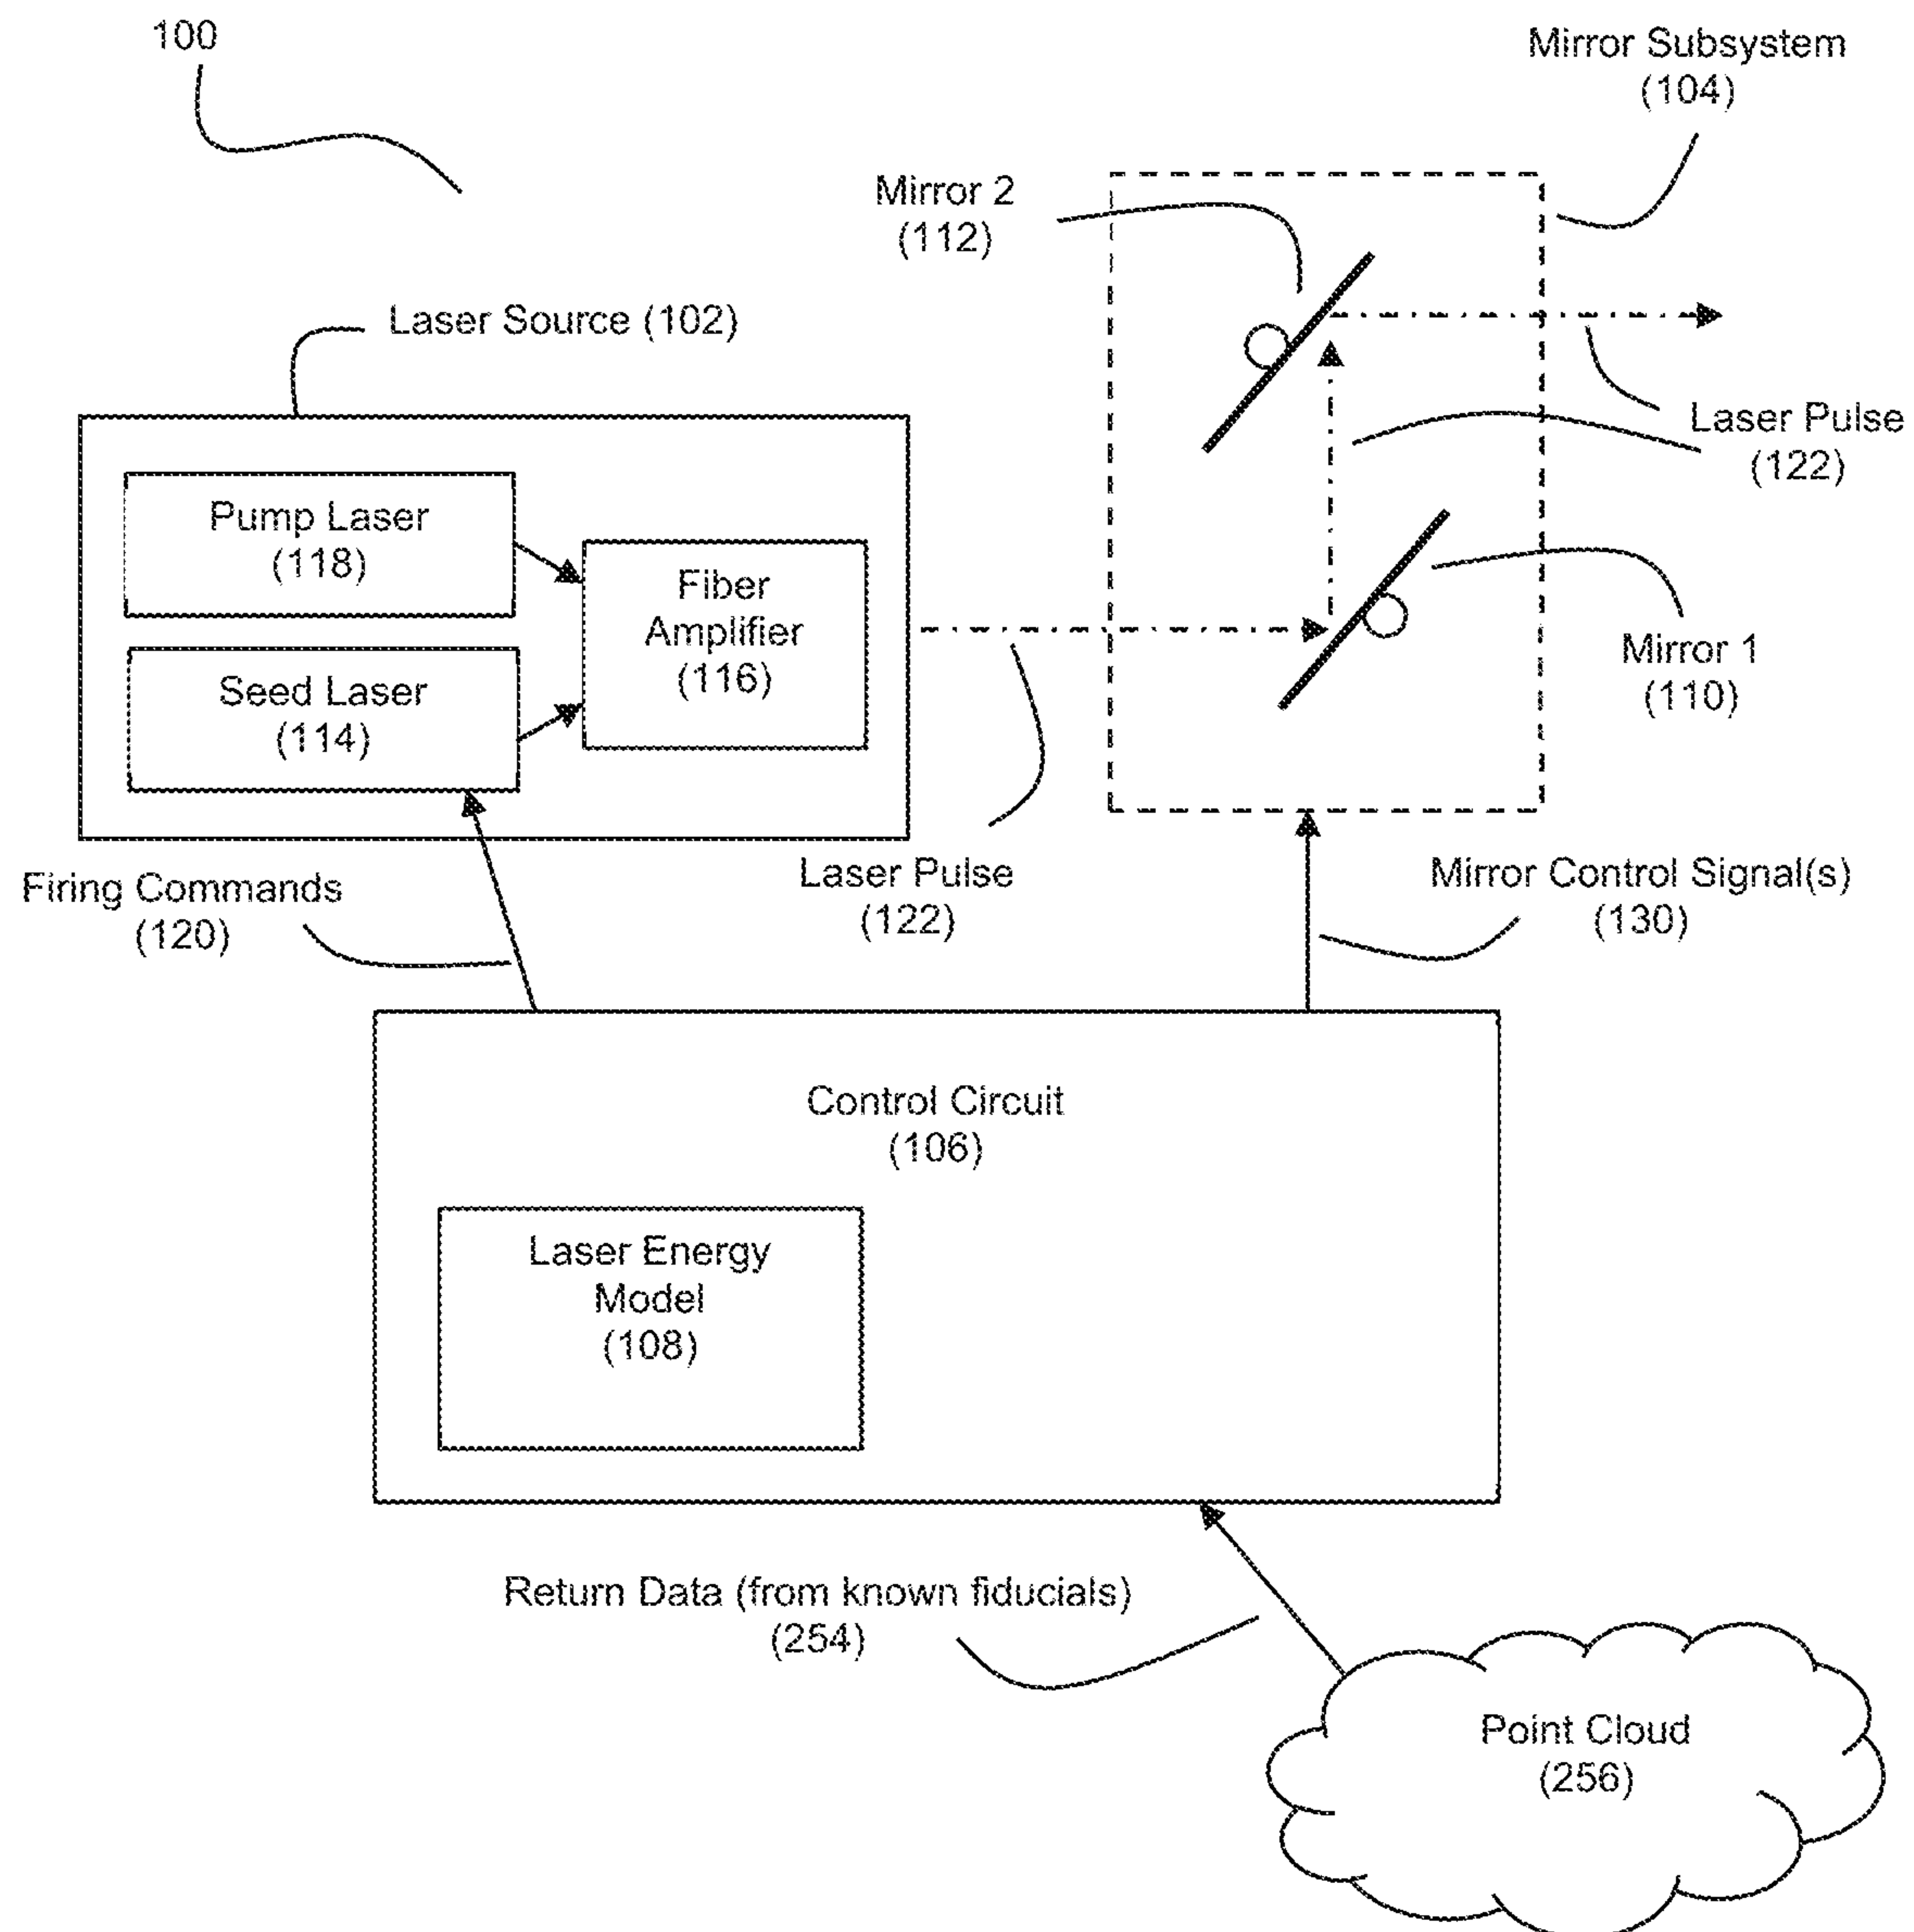 100
Mirror Subsystem
(104)
Mirror 2
(112)
Laser Source (102)
Laser Pulse
(122)
Pump Laser
(118)
Fiber
Amplifier
(116)
Seed Laser
(114)
Mirror 1
(110)
Firing Commands
(120)
Laser Pulse
(122)
Mirror Control Signal(s)
(130)
Control Circuit
(106)
Laser Energy
Model
(108)
Return Data (from known fiducials)
(254)
Point Cloud
(256)